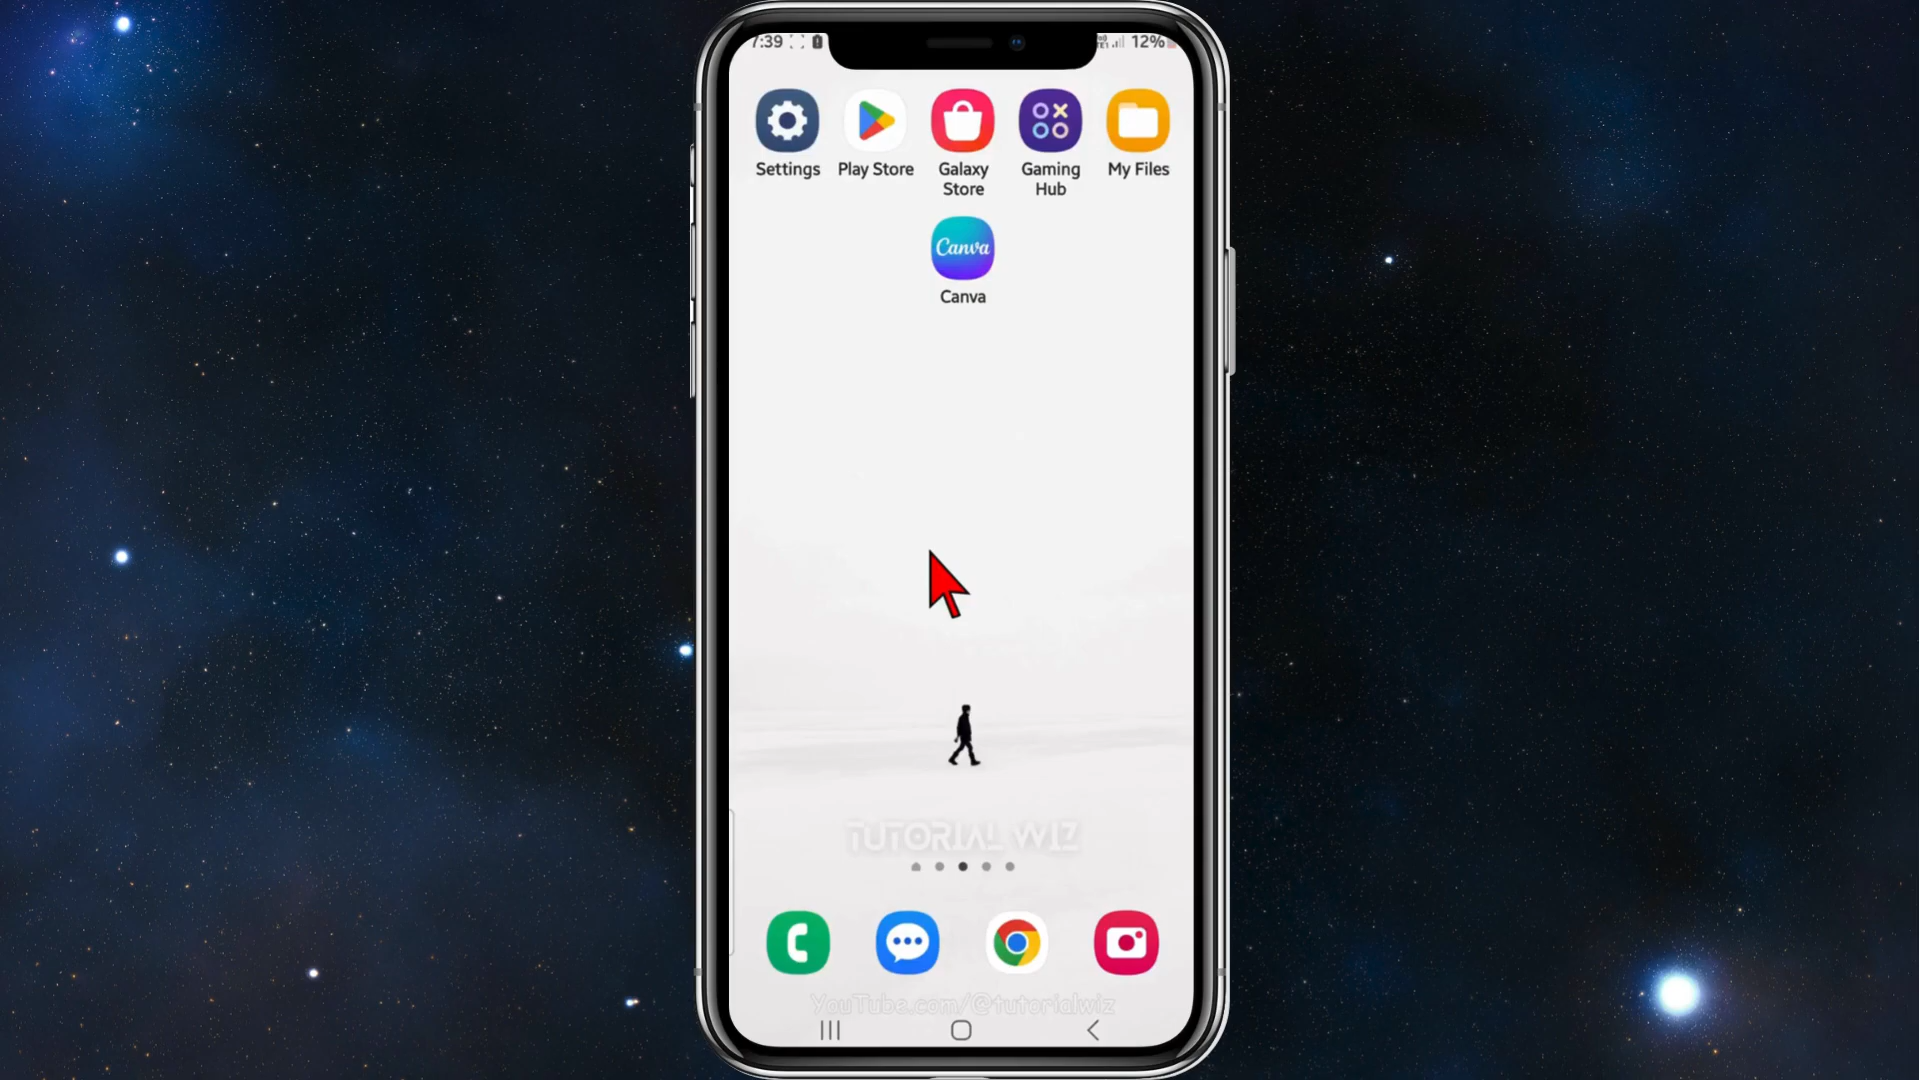 7:39 12%
Settings Play Store Galaxy Store Gaming Hub My Files
Canva
Canva
TUTORIAL WIZ
YouTube.com/@tutorialwiz